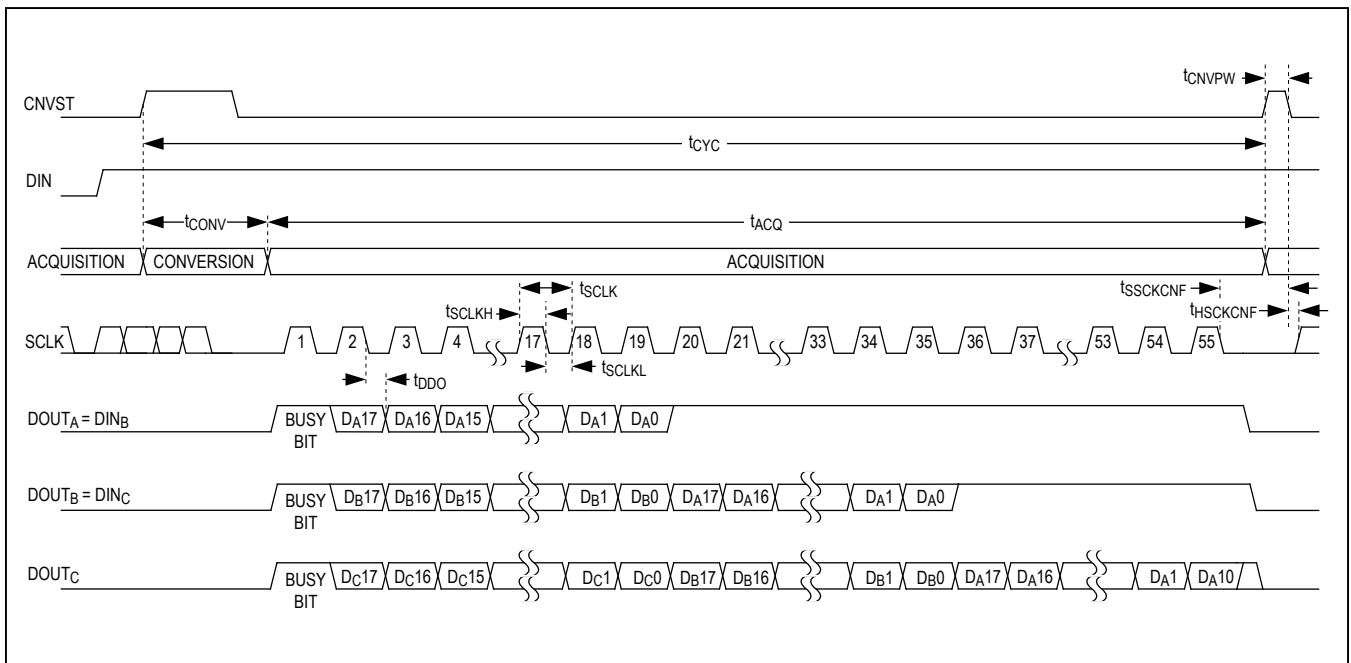 tCNVPW
CNVST
tCYC
DIN
tCONV
tACQ
ACQUISITION CONVERSION ACQUISITION
tSSCKCNF
tSCLK
tHSCKCNF
tSCLKH
SCLK 1 2 3 4 17 18 19 20 21 33 34 35 36 37 53 54 55
tSCLKL
tDDO
DOUTA = DINB BUSY BIT DA17 DA16 DA15 DA1 DA0
DOUTB = DINC BUSY BIT DB17 DB16 DB15 DB1 DB0 DA17 DA16 DA1 DA0
DOUTC BUSY BIT DC17 DC16 DC15 DC1 DC0 DB17 DB16 DB1 DB0 DA17 DA16 DA1 DA10